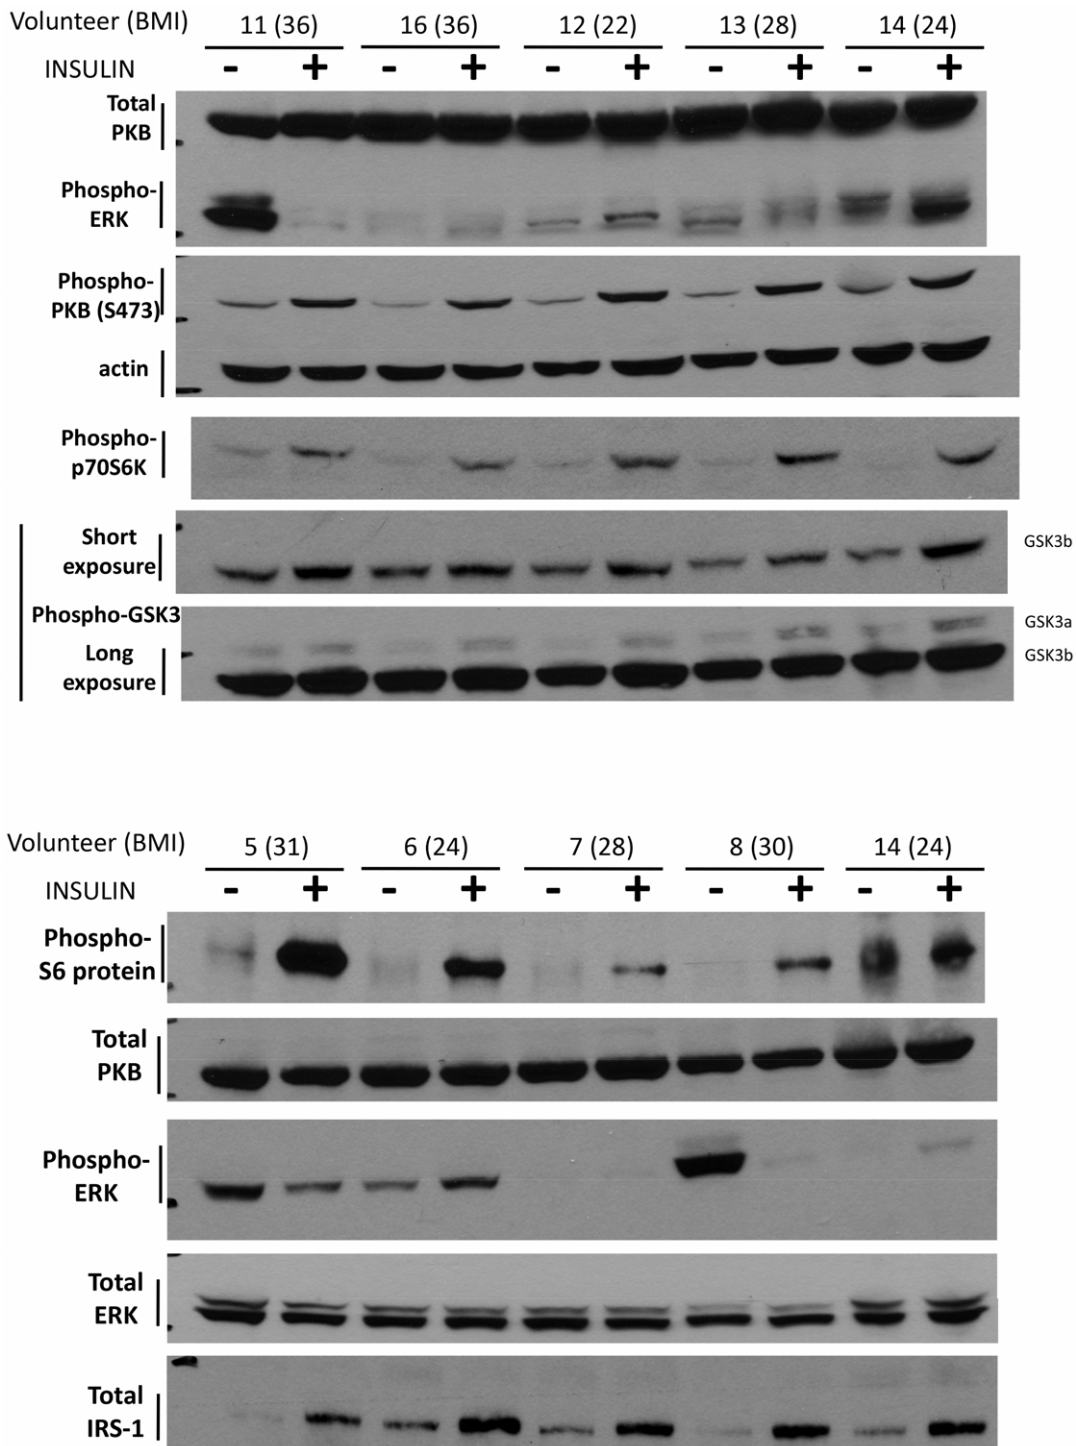 Volunteer (BMI) 11 (36) 16 (36) 12 (22) 13 (28) 14 (24)
INSULIN - + - + - + - + - +
Total
PKB
Phospho-
ERK
Phospho-
PKB (S473)
actin
Phospho-
p70S6K
Short
exposure
GSK3b
Phospho-GSK3
GSK3a
Long
exposure
GSK3b
Volunteer (BMI) 5 (31) 6 (24) 7 (28) 8 (30) 14 (24)
INSULIN - + - + - + - + - +
Phospho-
S6 protein
Total
PKB
Phospho-
ERK
Total
ERK
Total
IRS-1